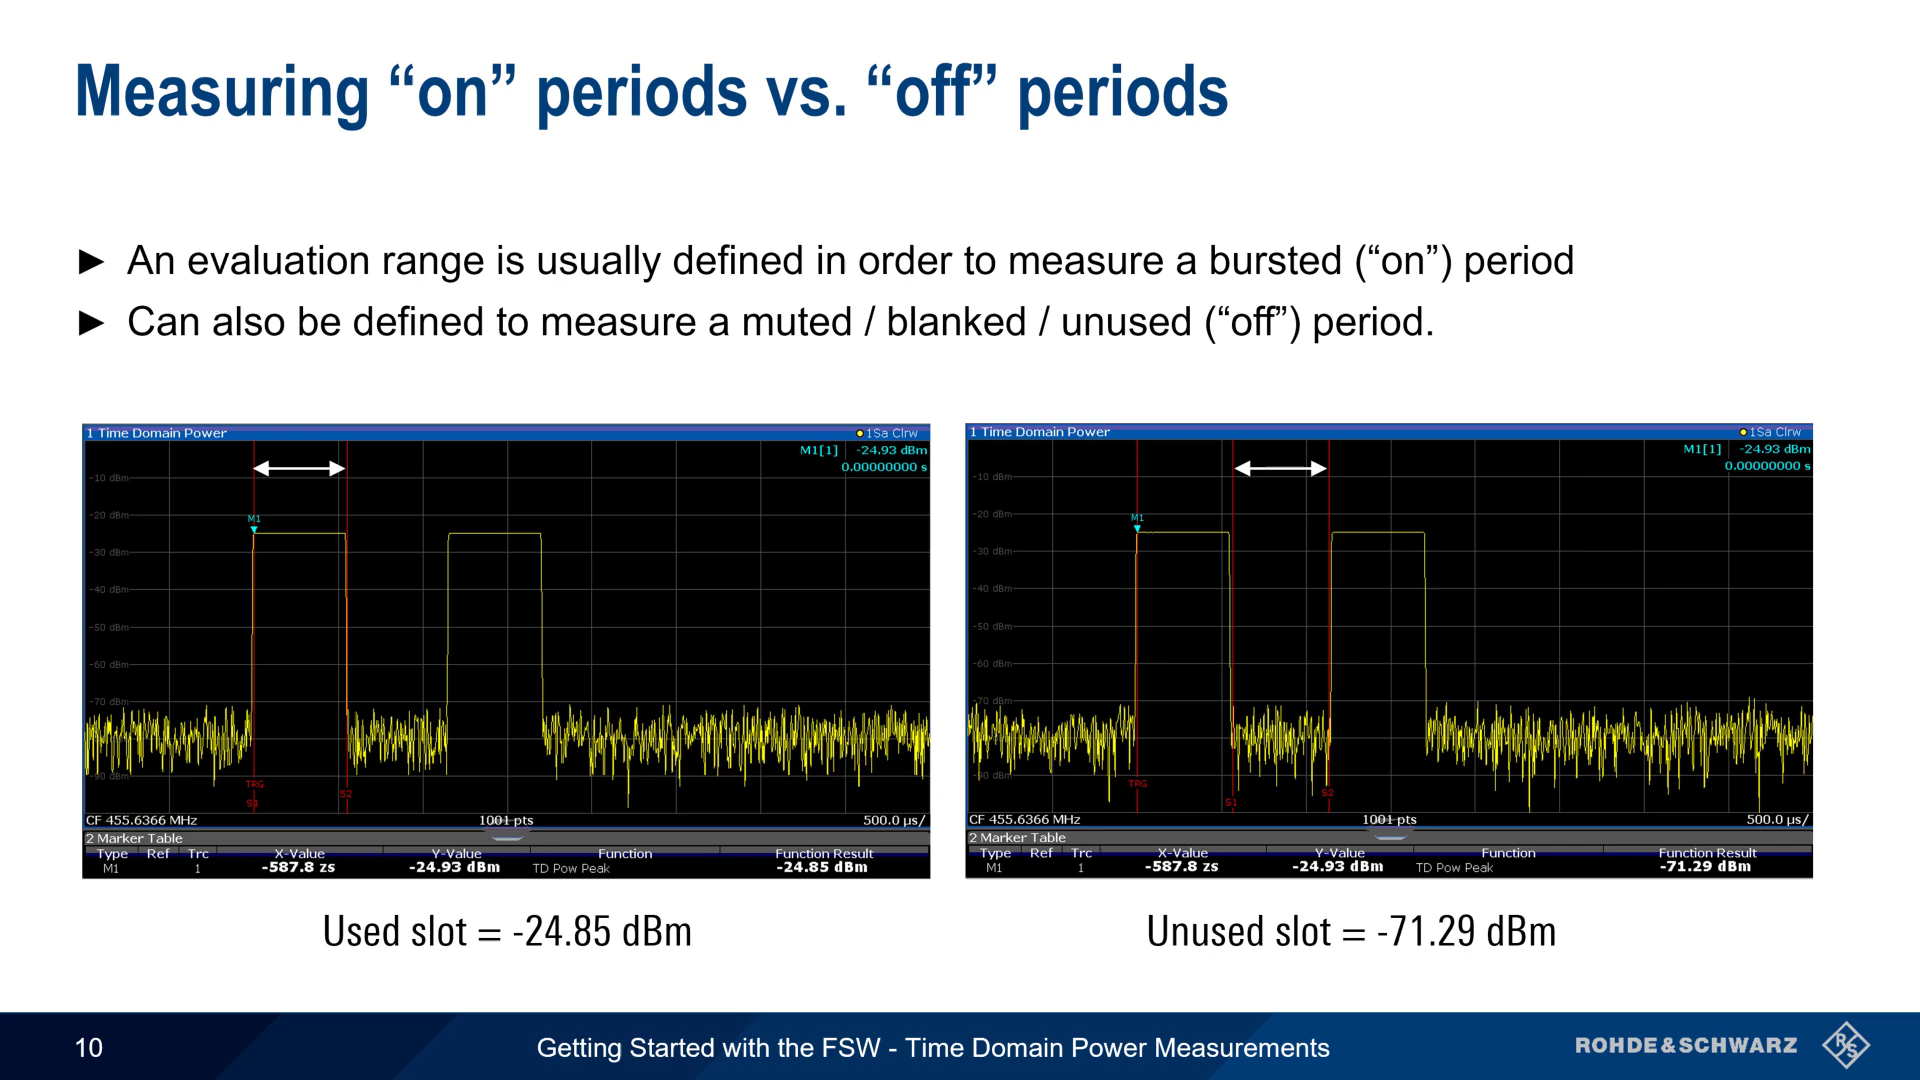 Measuring “on” periods vs. “off” periods
► An evaluation range is usually defined in order to measure a bursted (“on”) period
► Can also be defined to measure a muted / blanked / unused (“off”) period.
1 Time Domain Power
1Sa Clrw
M1[1] -24.93 dBm
0.00000000 s
-10 dBm
M1
-20 dBm
-30 dBm
-40 dBm
-50 dBm
-60 dBm
-70 dBm
-90 dBm
TRG
S1
S2
CF 455.6366 MHz 1001 pts 500.0 µs/
2 Marker Table
Type Ref Trc X-Value Y-Value Function Function Result
M1 1 -587.8 zs -24.93 dBm TD Pow Peak -24.85 dBm
1 Time Domain Power
1Sa Clrw
M1[1] -24.93 dBm
0.00000000 s
-10 dBm
M1
-20 dBm
-30 dBm
-40 dBm
-50 dBm
-60 dBm
-70 dBm
-90 dBm
TRG
S1
S2
CF 455.6366 MHz 1001 pts 500.0 µs/
2 Marker Table
Type Ref Trc X-Value Y-Value Function Function Result
M1 1 -587.8 zs -24.93 dBm TD Pow Peak -71.29 dBm
Used slot = -24.85 dBm
Unused slot = -71.29 dBm
10
Getting Started with the FSW - Time Domain Power Measurements
ROHDE&SCHWARZ
R&S